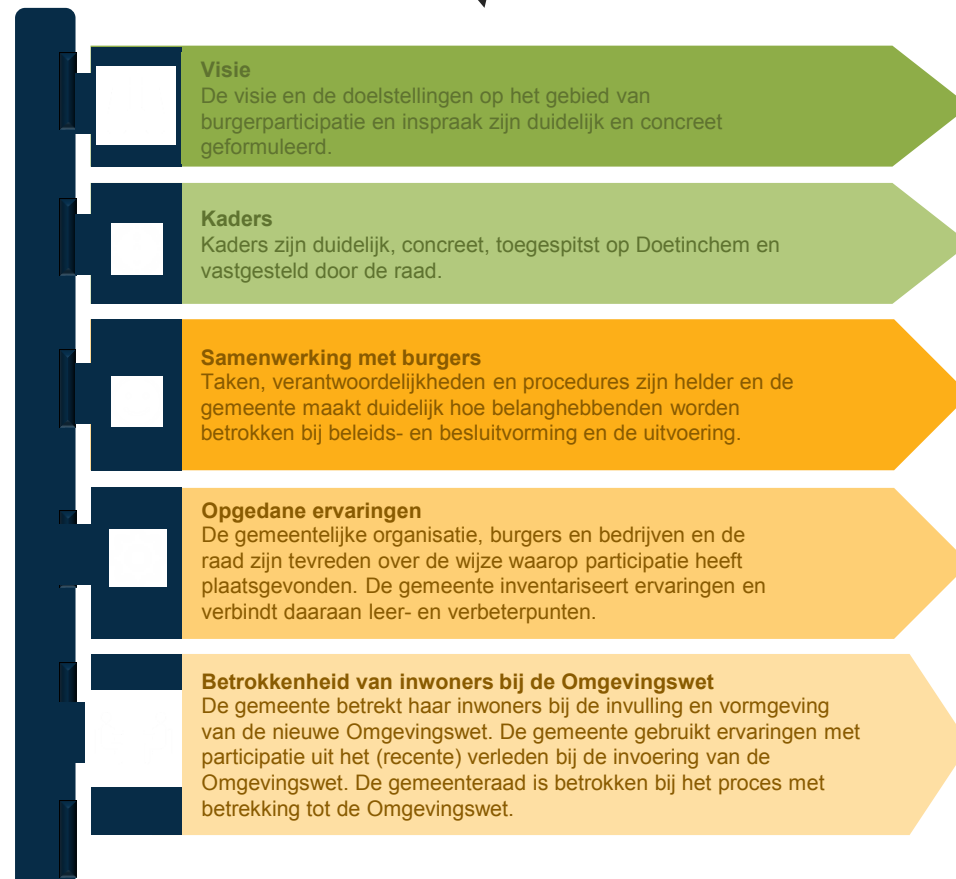 Visie
De visie en de doelstellingen op het gebied van
burgerparticipatie en inspraak zijn duidelijk en concreet
geformuleerd.
Kaders
Kaders zijn duidelijk, concreet, toegespitst op Doetinchem en
vastgesteld door de raad.
Samenwerking met burgers
Taken, verantwoordelijkheden en procedures zijn helder en de
gemeente maakt duidelijk hoe belanghebbenden worden
betrokken bij beleids- en besluitvorming en de uitvoering.
Opgedane ervaringen
De gemeentelijke organisatie, burgers en bedrijven en de
raad zijn tevreden over de wijze waarop participatie heeft
plaatsgevonden. De gemeente inventariseert ervaringen en
verbindt daaraan leer- en verbeterpunten.
Betrokkenheid van inwoners bij de Omgevingswet
De gemeente betrekt haar inwoners bij de invulling en vormgeving
van de nieuwe Omgevingswet. De gemeente gebruikt ervaringen met
participatie uit het (recente) verleden bij de invoering van de
Omgevingswet. De gemeenteraad is betrokken bij het proces met
betrekking tot de Omgevingswet.